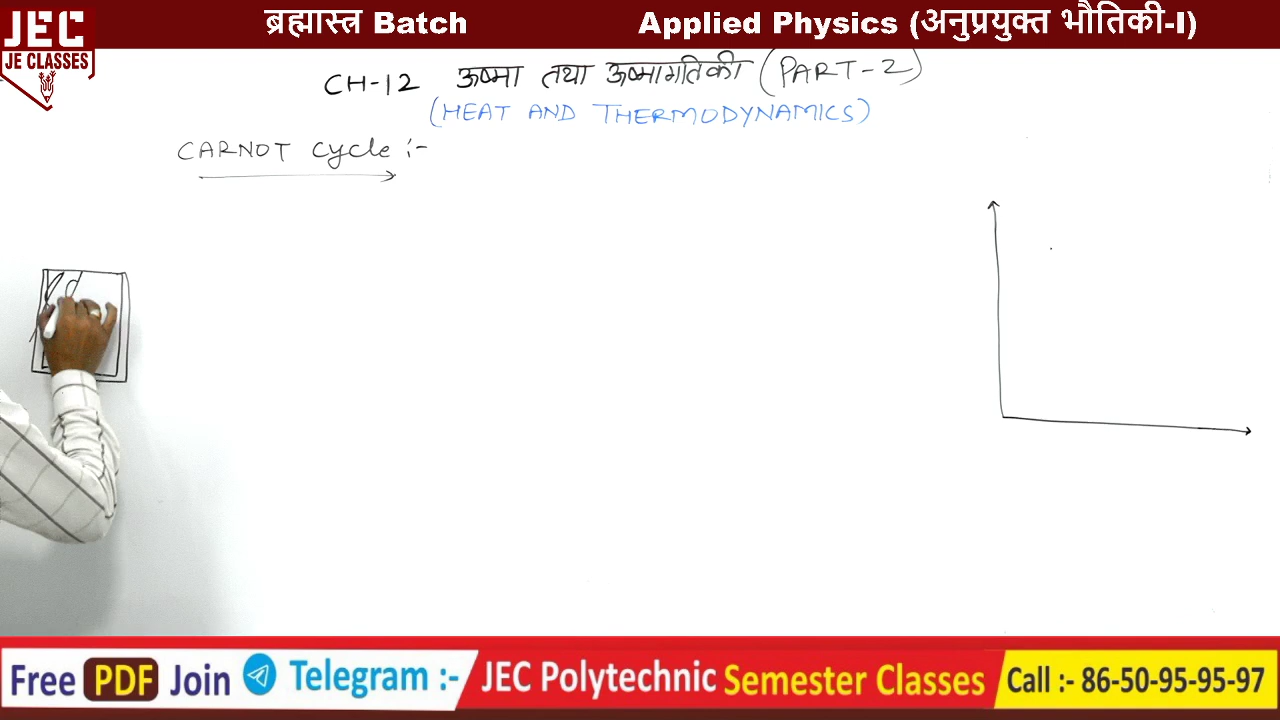 JEC
JE CLASSES
ब्रह्मास्त्र Batch
Applied Physics (अनुप्रयुक्त भौतिकी-I)
CH-12 ऊष्मा तथा ऊष्मागतिकी (PART-2)
(HEAT AND THERMODYNAMICS)
CARNOT Cycle :-
Free PDF Join Telegram :- JEC Polytechnic Semester Classes Call :- 86-50-95-95-97